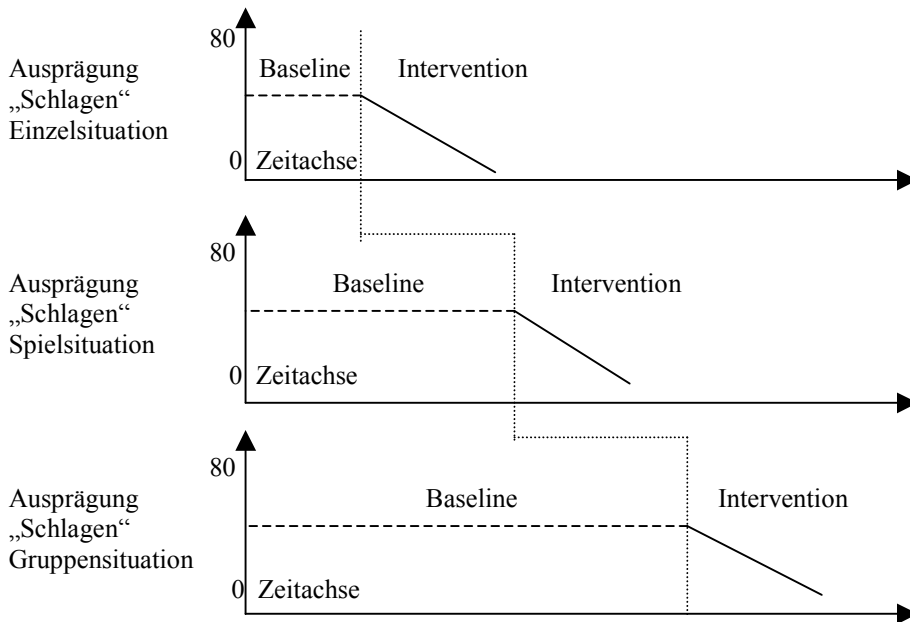 80
Baseline Intervention
Ausprägung
„Schlagen“
Einzelsituation
0 Zeitachse
80
Baseline Intervention
Ausprägung
„Schlagen“
Spielsituation
0 Zeitachse
80
Baseline Intervention
Ausprägung
„Schlagen“
Gruppensituation
0 Zeitachse